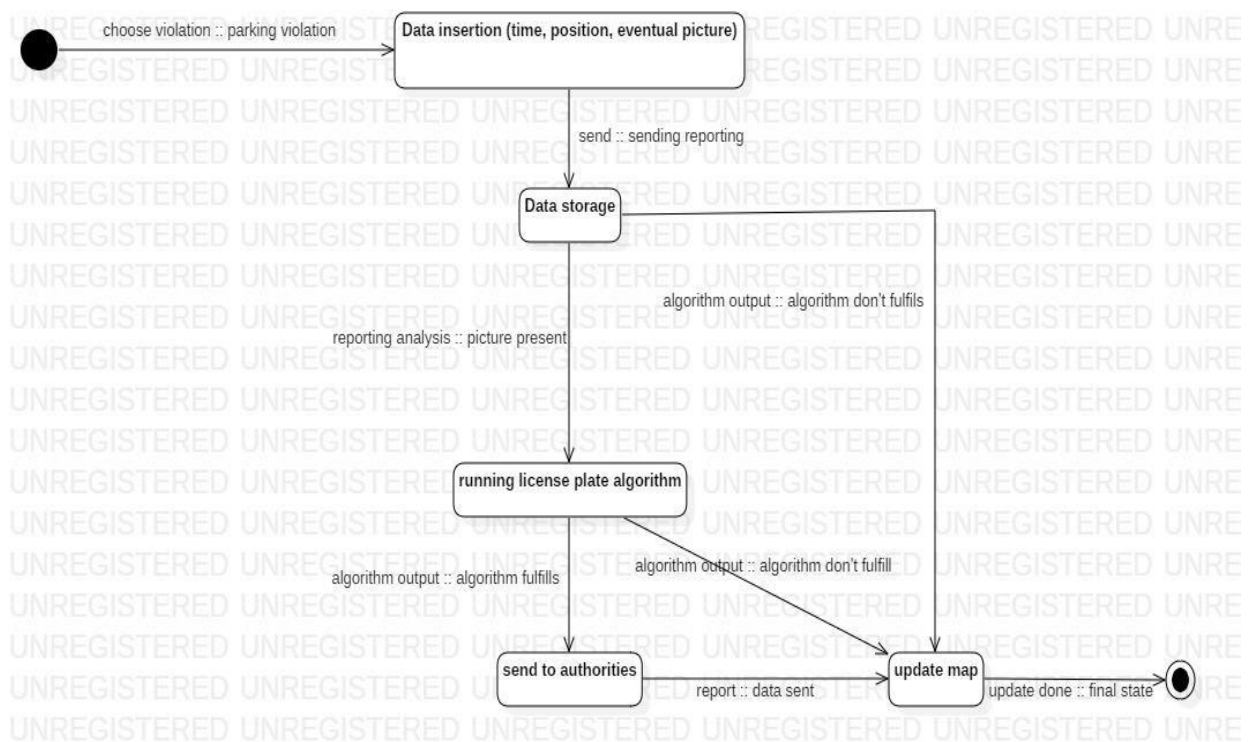 choose violation :: parking violation
Data insertion (time, position, eventual picture)
send :: sending reporting
Data storage
algorithm output :: algorithm don't fulfils
reporting analysis :: picture present
running license plate algorithm
algorithm output :: algorithm fulfills
algorithm output :: algorithm don't fulfill
send to authorities
report :: data sent
update map
update done :: final state
UNREGISTERED